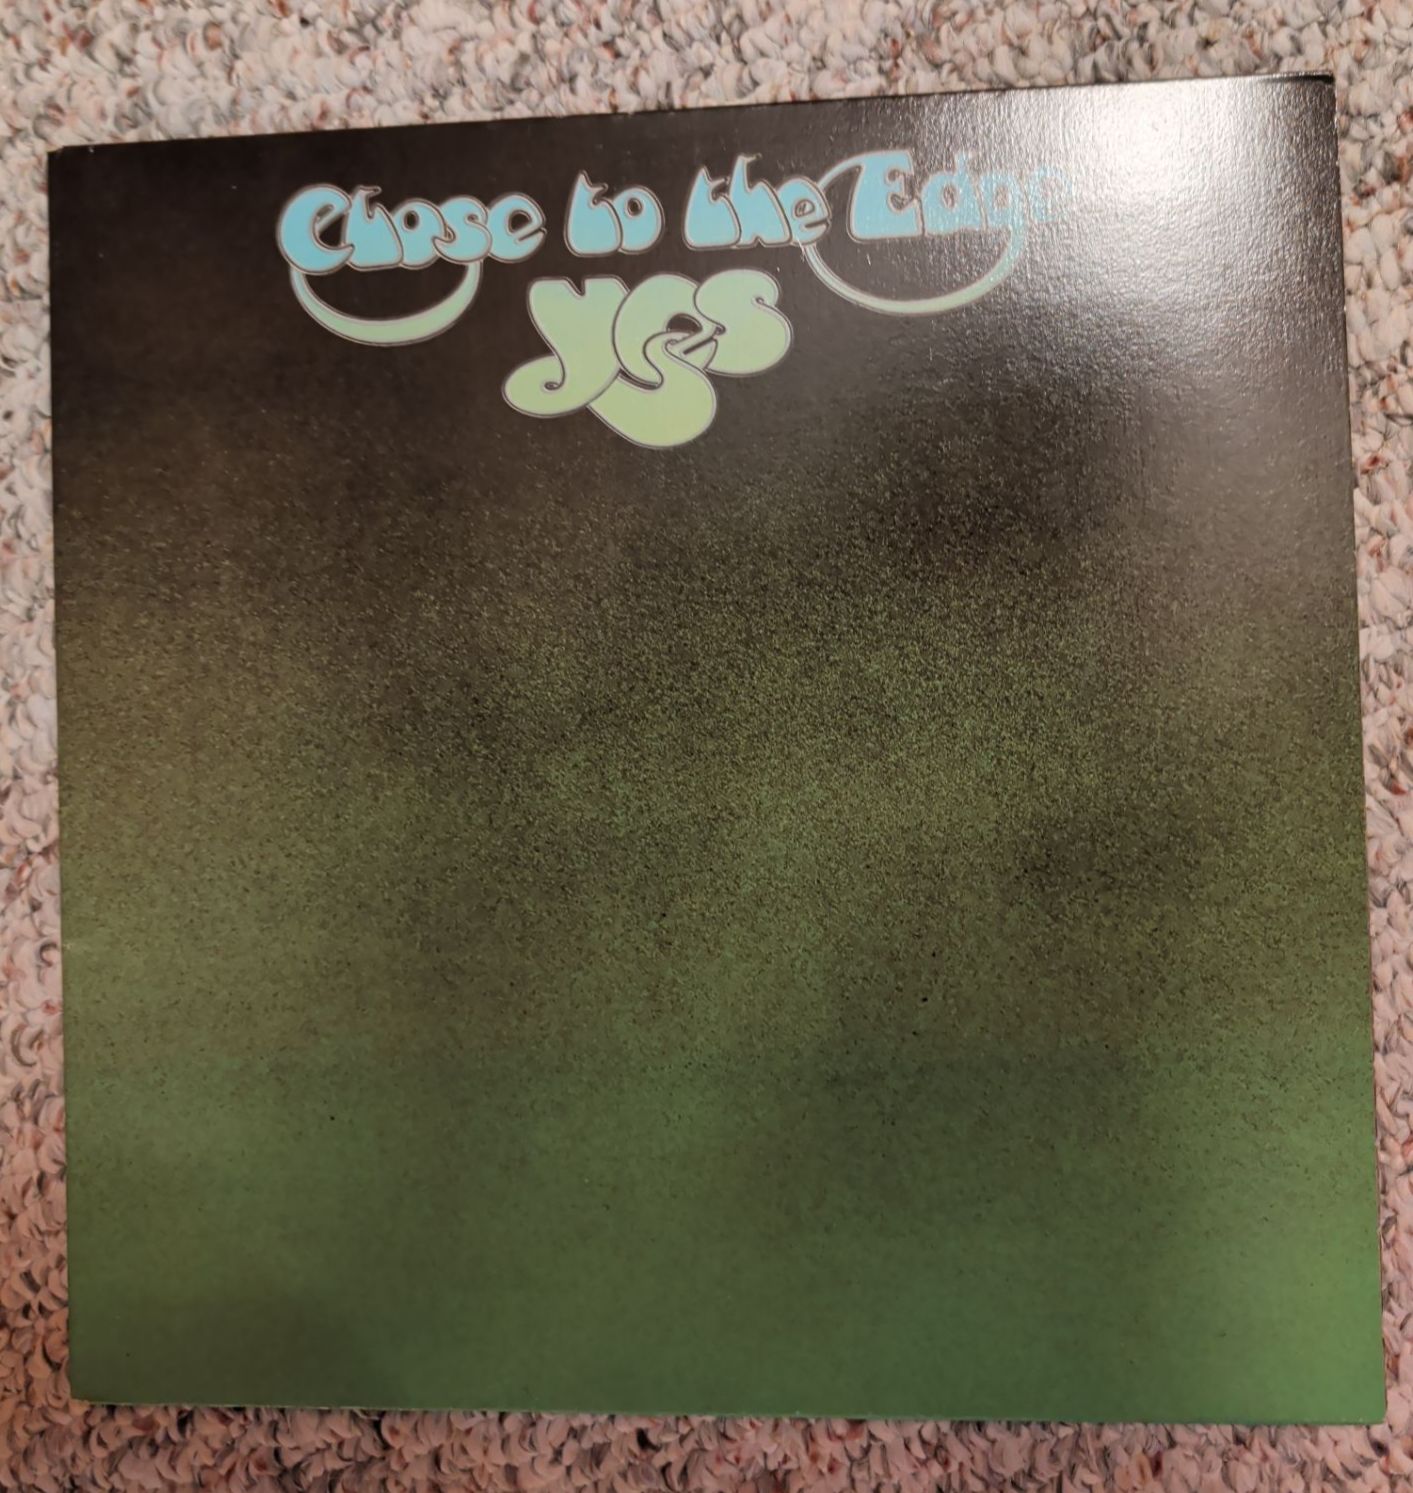 Close to the Edge
yes